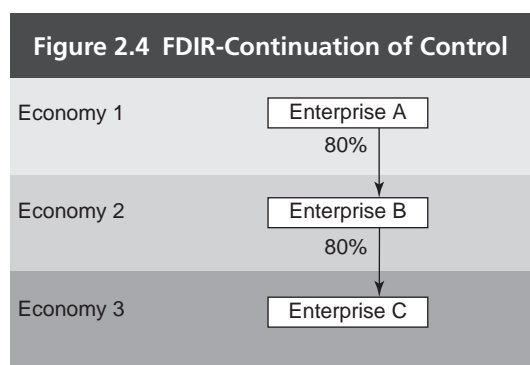 Figure 2.4 FDIR-Continuation of Control
Economy 1
Enterprise A
80%
Economy 2
Enterprise B
80%
Economy 3
Enterprise C